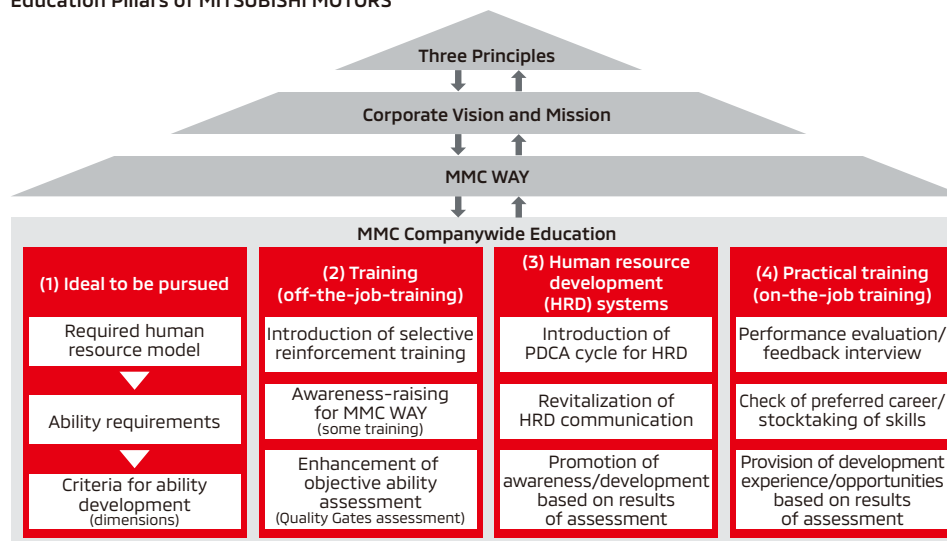 Education Pillars of MITSUBISHI MOTORS
Three Principles
Corporate Vision and Mission
MMC WAY
MMC Companywide Education
(1) Ideal to be pursued
Required human
resource model
Ability requirements
Criteria for ability
development
(dimensions)
(2) Training
(off-the-job-training)
Introduction of selective
reinforcement training
Awareness-raising
for MMC WAY
(some training)
Enhancement of
objective ability
assessment
(Quality Gates assessment)
(3) Human resource
development
(HRD) systems
Introduction of
PDCA cycle for HRD
Revitalization of
HRD communication
Promotion of
awareness/development
based on results
of assessment
(4) Practical training
(on-the-job training)
Performance evaluation/
feedback interview
Check of preferred career/
stocktaking of skills
Provision of development
experience/opportunities
based on results
of assessment